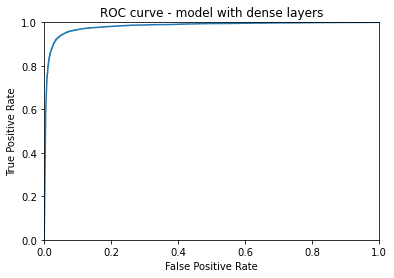 ROC curve - model with dense layers
1.0
0.8
0.6
0.4
0.2
0.0
True Positive Rate
0.0 0.2 0.4 0.6 0.8 1.0
False Positive Rate